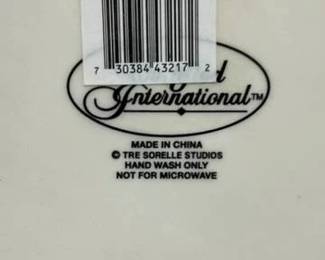 7 30384 43217 2
International™
MADE IN CHINA
© TRE SORELLE STUDIOS
HAND WASH ONLY
NOT FOR MICROWAVE